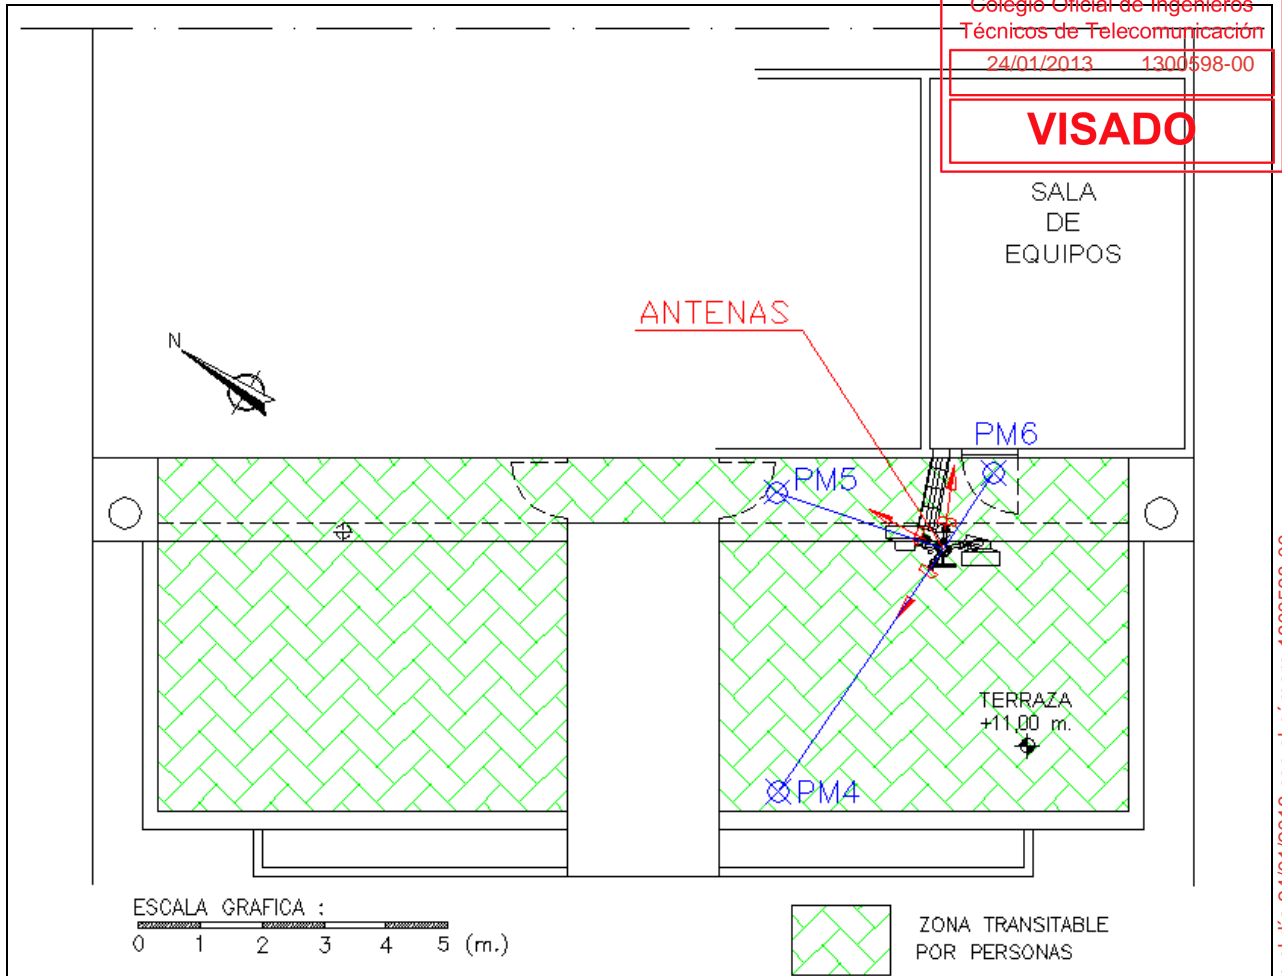 Colegio Oficial de Ingenieros
Técnicos de Telecomunicación
24/01/2013 1300598-00
VISADO
SALA
DE
EQUIPOS
ANTENAS
N
PM6
PM5
TERRAZA
+11,00 m.
PM4
ESCALA GRAFICA :
0 1 2 3 4 5 (m.)
ZONA TRANSITABLE
POR PERSONAS